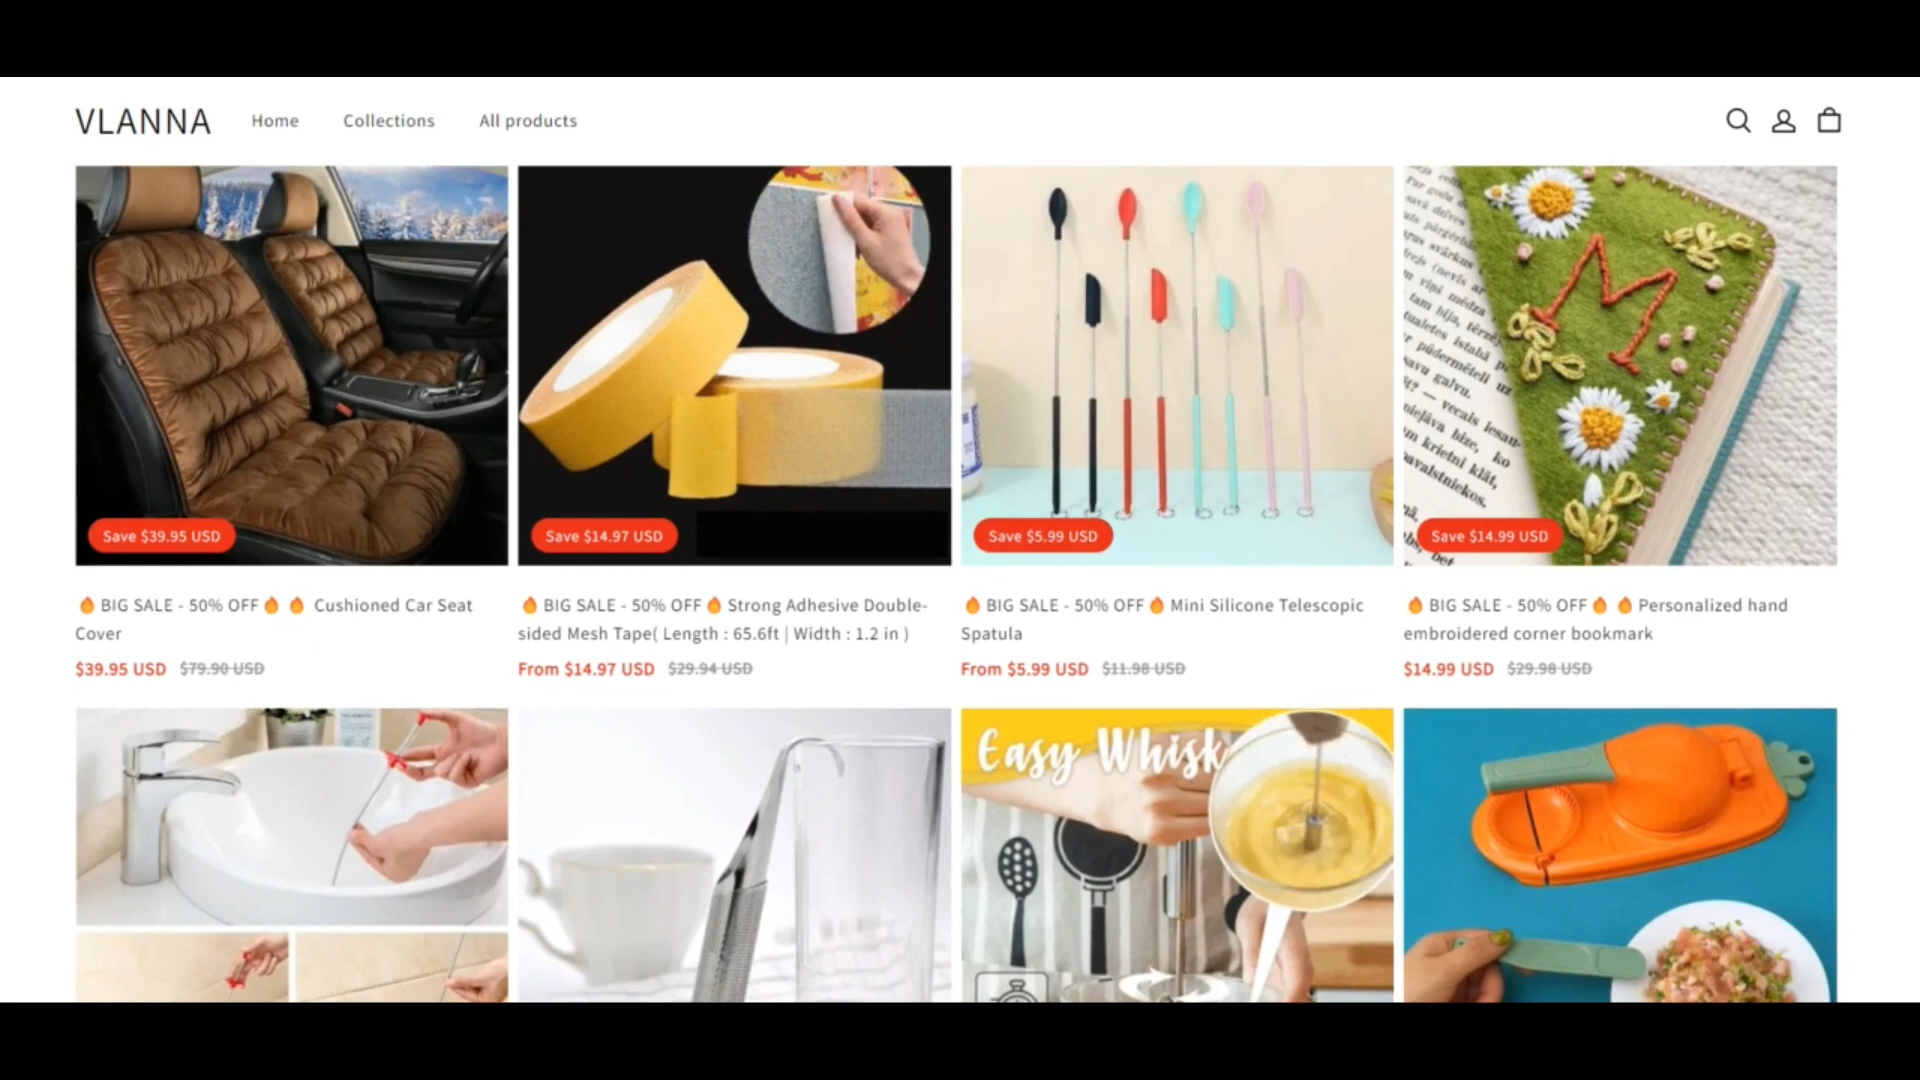 VLANNA Home Collections All products
Save $39.95 USD
Save $14.97 USD
Save $5.99 USD
Save $14.99 USD
🔥BIG SALE - 50% OFF🔥 🔥 Cushioned Car Seat
Cover
$39.95 USD $79.90 USD
🔥BIG SALE - 50% OFF🔥Strong Adhesive Double-
sided Mesh Tape( Length : 65.6ft | Width : 1.2 in )
From $14.97 USD $29.94 USD
🔥BIG SALE - 50% OFF🔥Mini Silicone Telescopic
Spatula
From $5.99 USD $11.98 USD
🔥BIG SALE - 50% OFF🔥 🔥Personalized hand
embroidered corner bookmark
$14.99 USD $29.98 USD
M
Easy Whisk